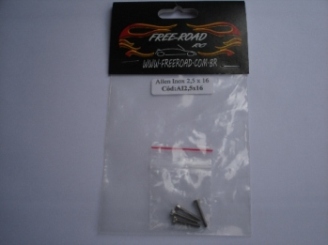 FREE-ROAD
WWW.FREEROAD.COM.BR
Allen Inox 2,5 x 16
Cód:AI2,5x16